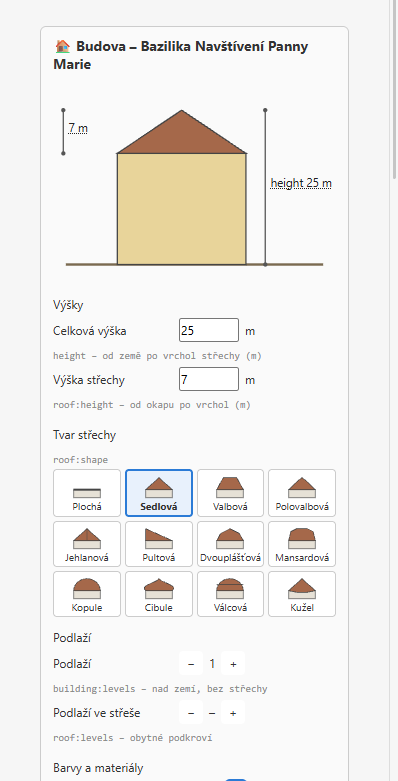 🏠 Budova – Bazilika Navštívení Panny
Marie
7 m
height 25 m
Výšky
Celková výška 25 m
height – od země po vrchol střechy (m)
Výška střechy 7 m
roof:height – od okapu po vrchol (m)
Tvar střechy
roof:shape
Plochá Sedlová Valbová Polovalbová
Jehlanová Pultová Dvouplášťová Mansardová
Kopule Cibule Válcová Kužel
Podlaží
Podlaží − 1 +
building:levels – nad zemí, bez střechy
Podlaží ve střeše − – +
roof:levels – obytné podkroví
Barvy a materiály